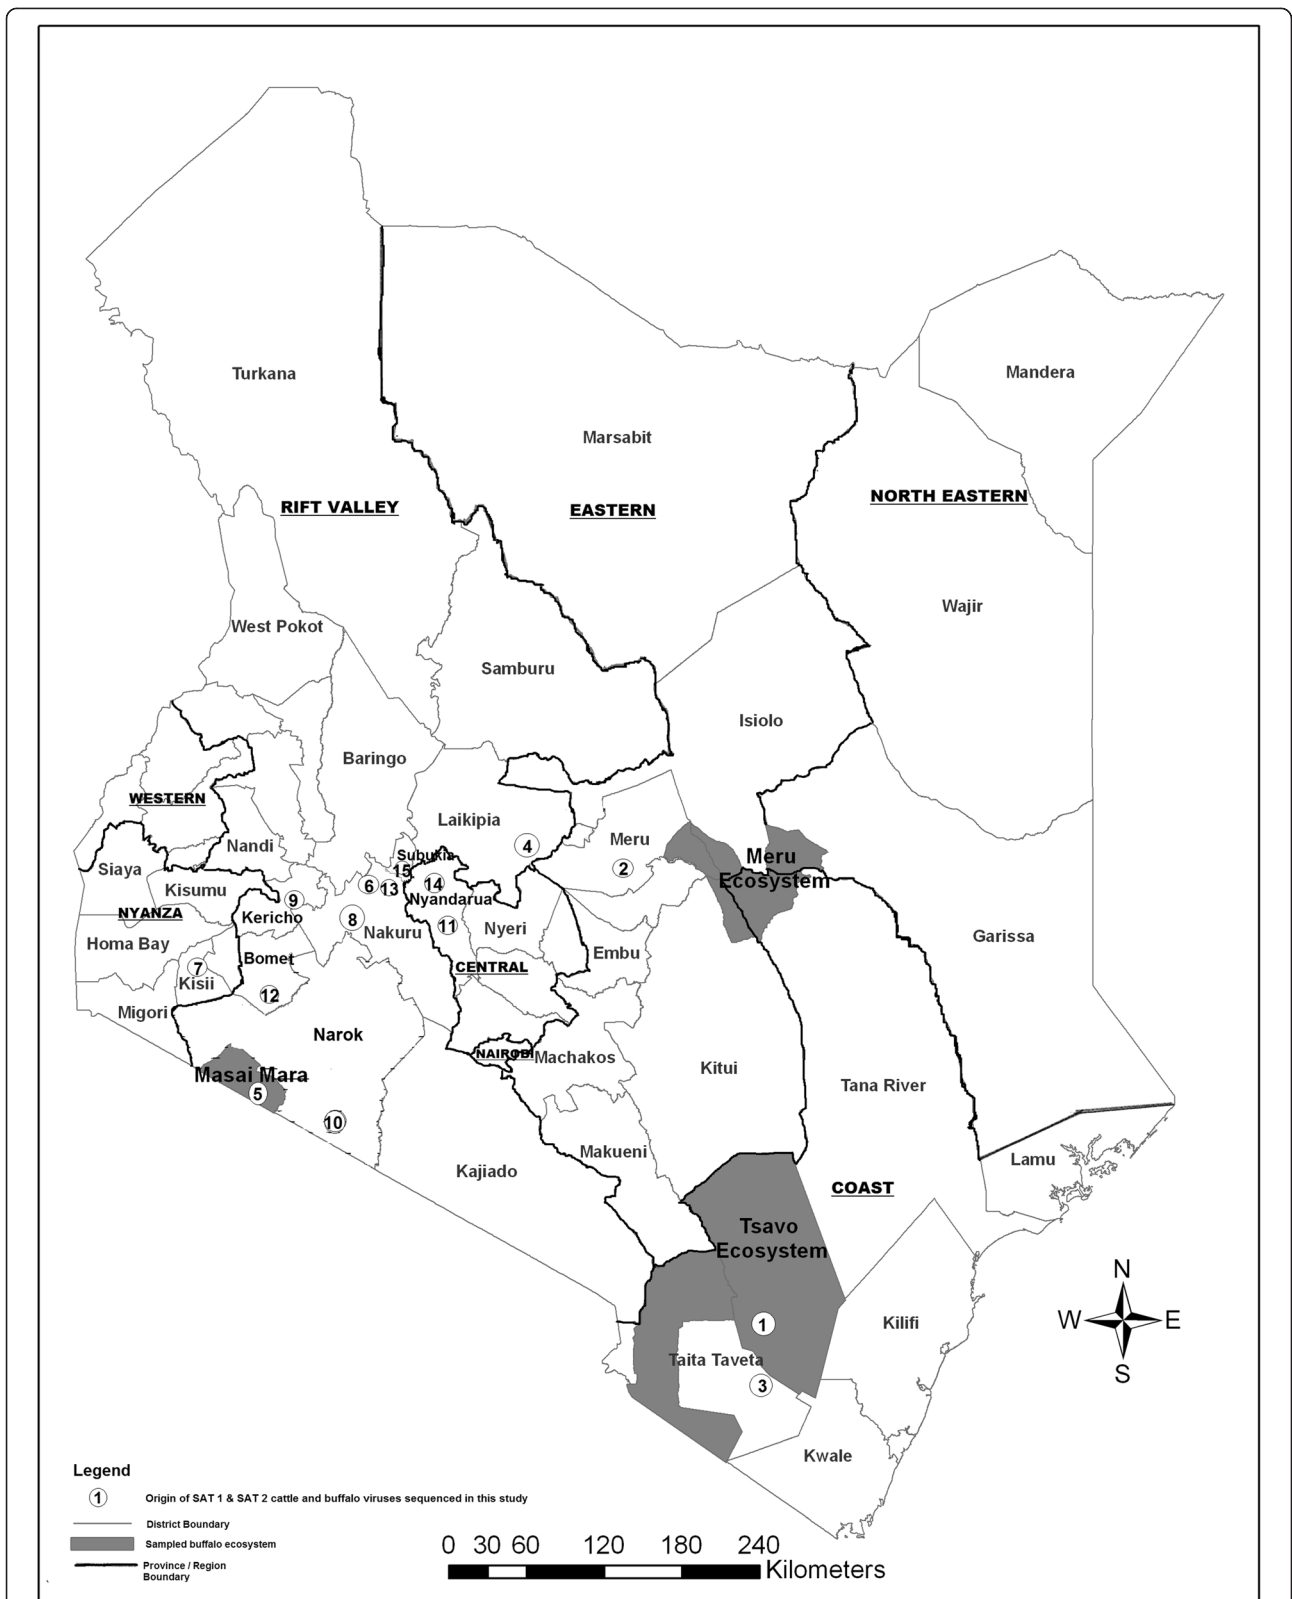 Turkana
Mandera
Marsabit
RIFT VALLEY
EASTERN
NORTH EASTERN
Wajir
West Pokot
Samburu
Isiolo
Baringo
WESTERN
Laikipia
4
Meru
2
Nandi
Subukia
Meru
Ecosystem
Siaya
Kisumu
15
6
13
14
Nyandarua
9
Kericho
NYANZA
8
Nakuru
11
Nyeri
Garissa
Homa Bay
Bomet
Embu
7
Kisii
CENTRAL
12
Migori
Narok
NAIROBI
Machakos
Kitui
Masai Mara
5
Tana River
10
Makueni
Kajiado
Lamu
COAST
Tsavo
Ecosystem
N
W
E
S
1
Kilifi
Taita Taveta
3
Kwale
Legend
1 Origin of SAT 1 & SAT 2 cattle and buffalo viruses sequenced in this study
District Boundary
Sampled buffalo ecosystem
Province / Region
Boundary
0 30 60 120 180 240
Kilometers